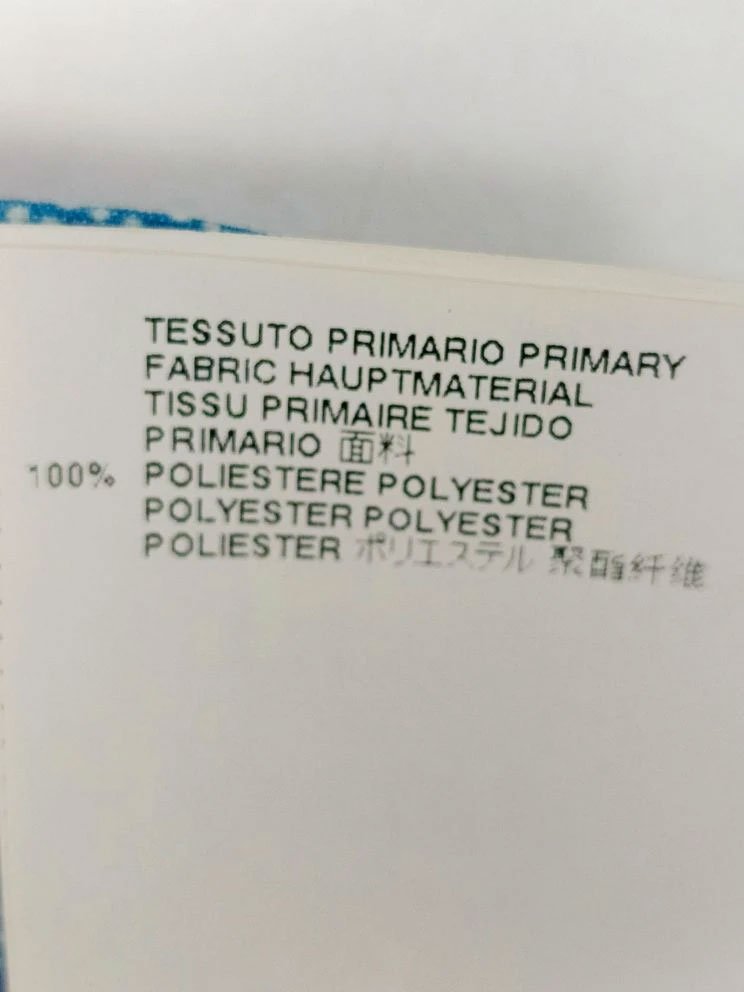 TESSUTO PRIMARIO PRIMARY
FABRIC HAUPTMATERIAL
TISSU PRIMAIRE TEJIDO
PRIMARIO 面料
100% POLIESTERE POLYESTER
POLYESTER POLYESTER
POLIESTER ポリエステル 聚酯纤维